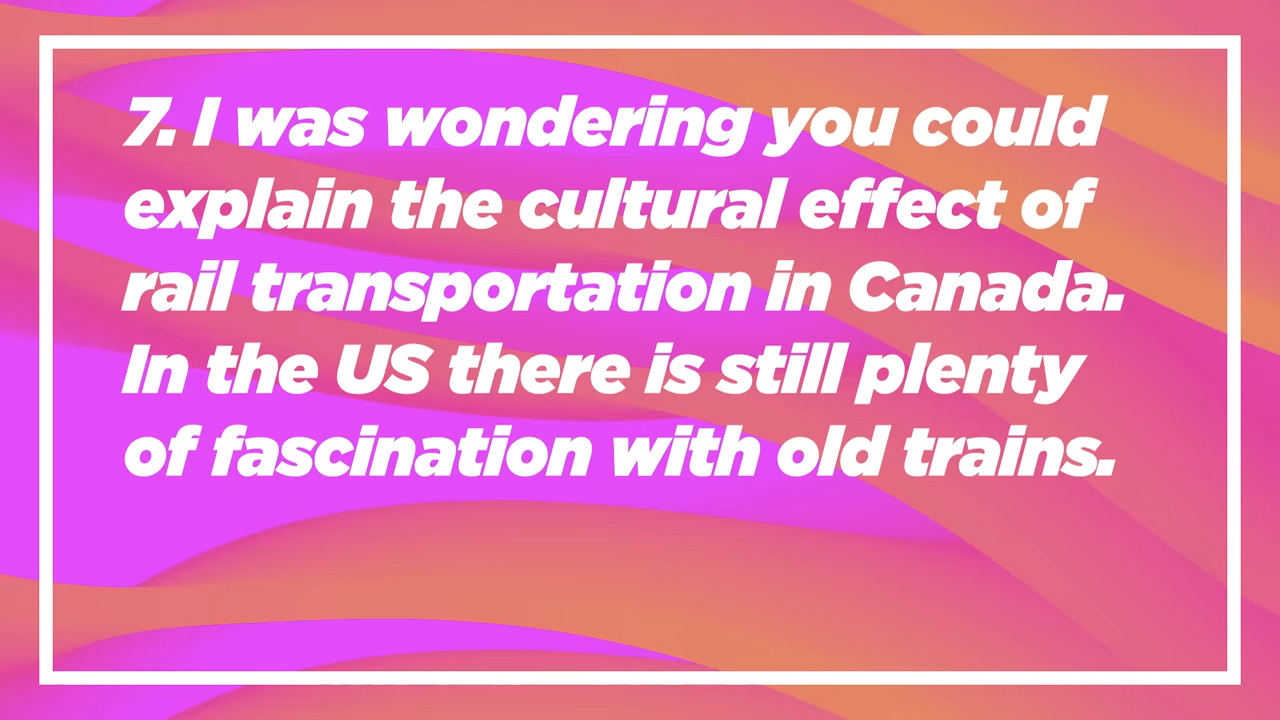 7. I was wondering you could
explain the cultural effect of
rail transportation in Canada.
In the US there is still plenty
of fascination with old trains.